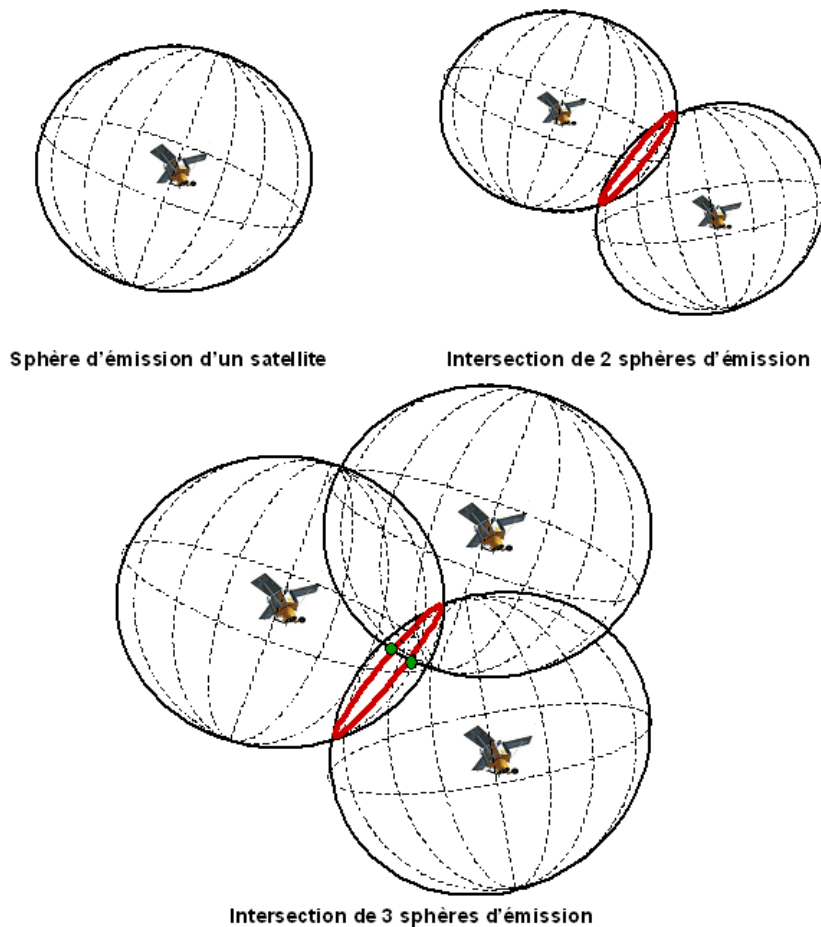 Sphère d'émission d'un satellite
Intersection de 2 sphères d'émission
Intersection de 3 sphères d'émission